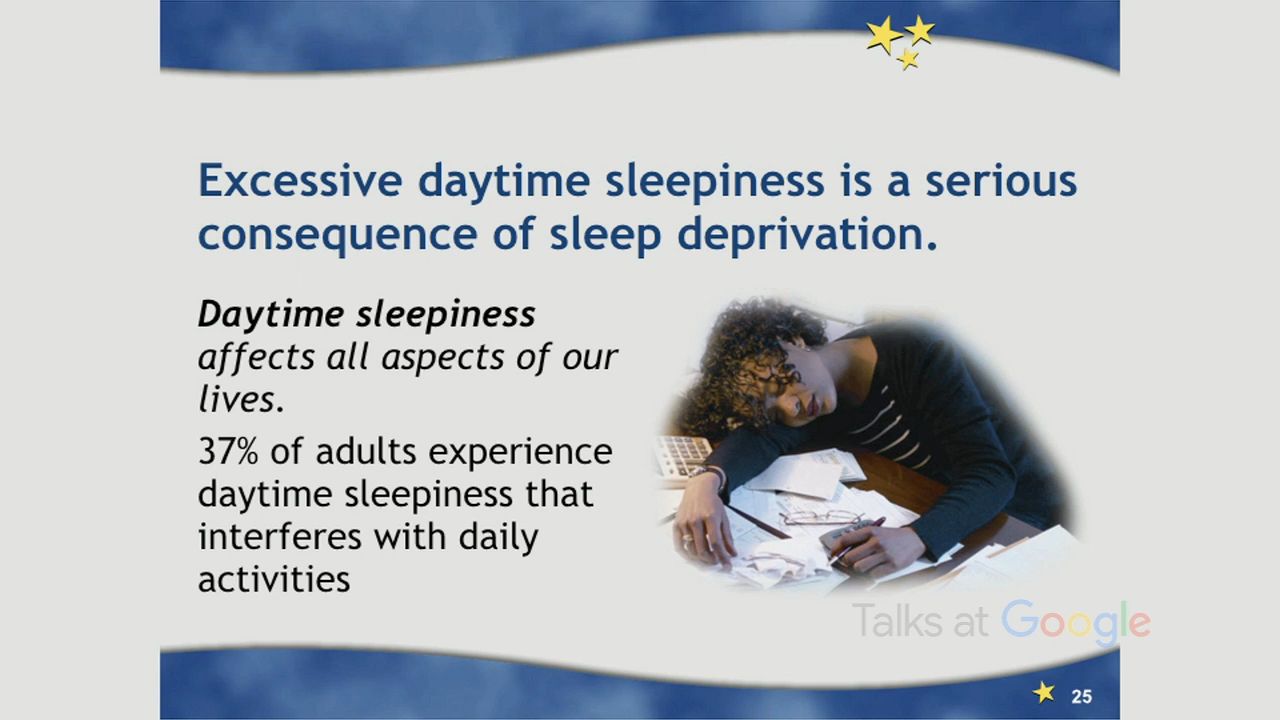 Excessive daytime sleepiness is a serious
consequence of sleep deprivation.
Daytime sleepiness
affects all aspects of our
lives.
37% of adults experience
daytime sleepiness that
interferes with daily
activities
Talks at Google
25